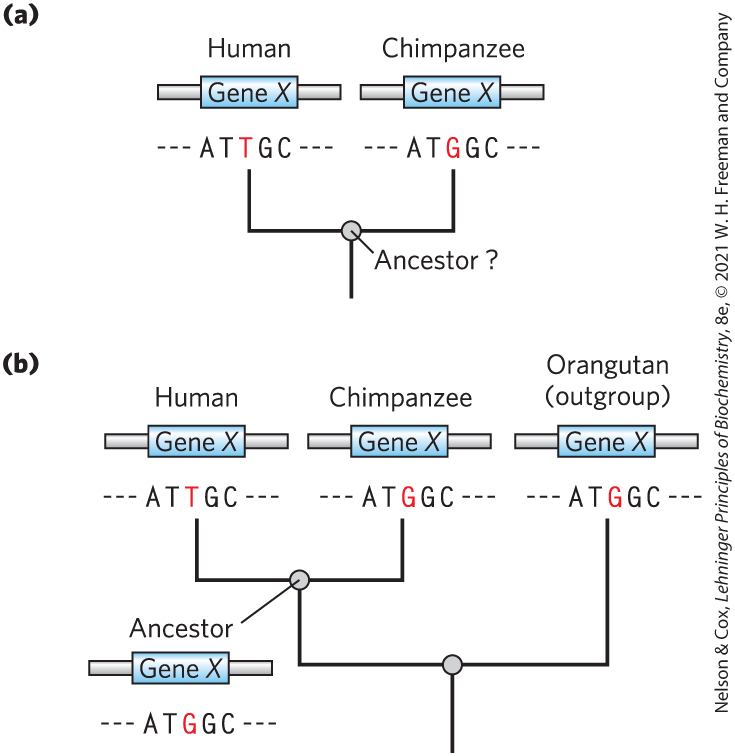 (a)
Human Chimpanzee
Gene X Gene X
--- ATTGC --- --- ATGGC ---
Ancestor ?
(b)
Orangutan
(outgroup)
Human Chimpanzee
Gene X Gene X Gene X
--- ATTGC --- --- ATGGC --- --- ATGGC ---
Ancestor
Gene X
--- ATGGC ---
Nelson & Cox, Lehninger Principles of Biochemistry, 8e, © 2021 W. H. Freeman and Company